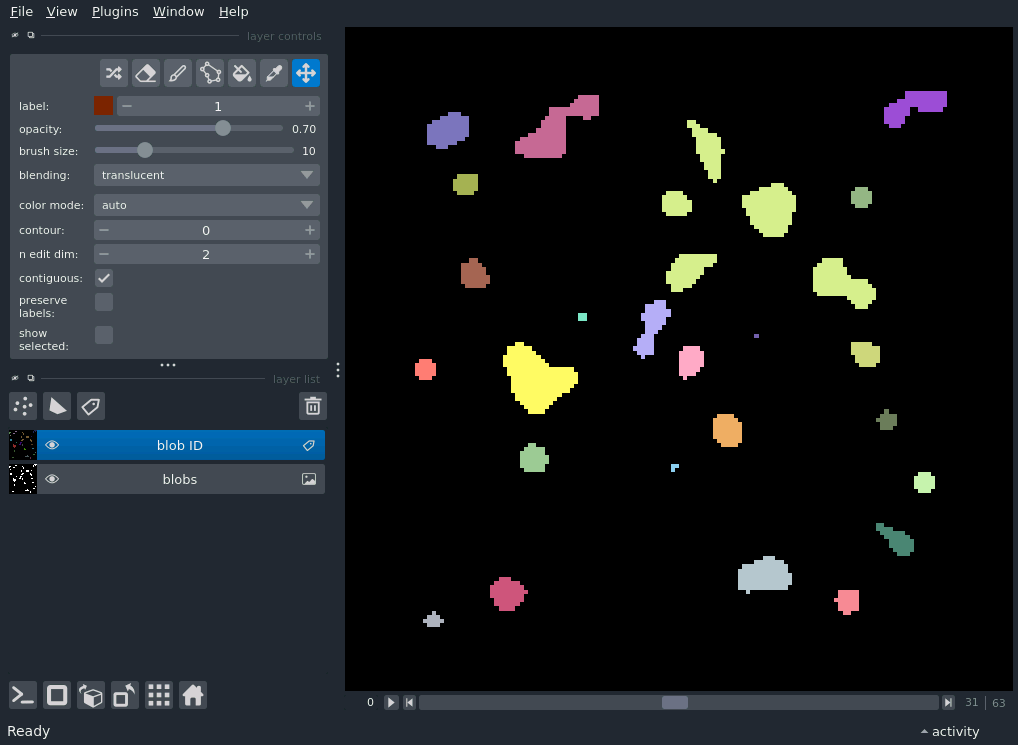 File View Plugins Window Help
layer controls
label: 1
opacity: 0.70
brush size: 10
blending: translucent
color mode: auto
contour: 0
n edit dim: 2
contiguous:
preserve
labels:
show
selected:
layer list
blob ID
blobs
0 31 | 63
Ready activity